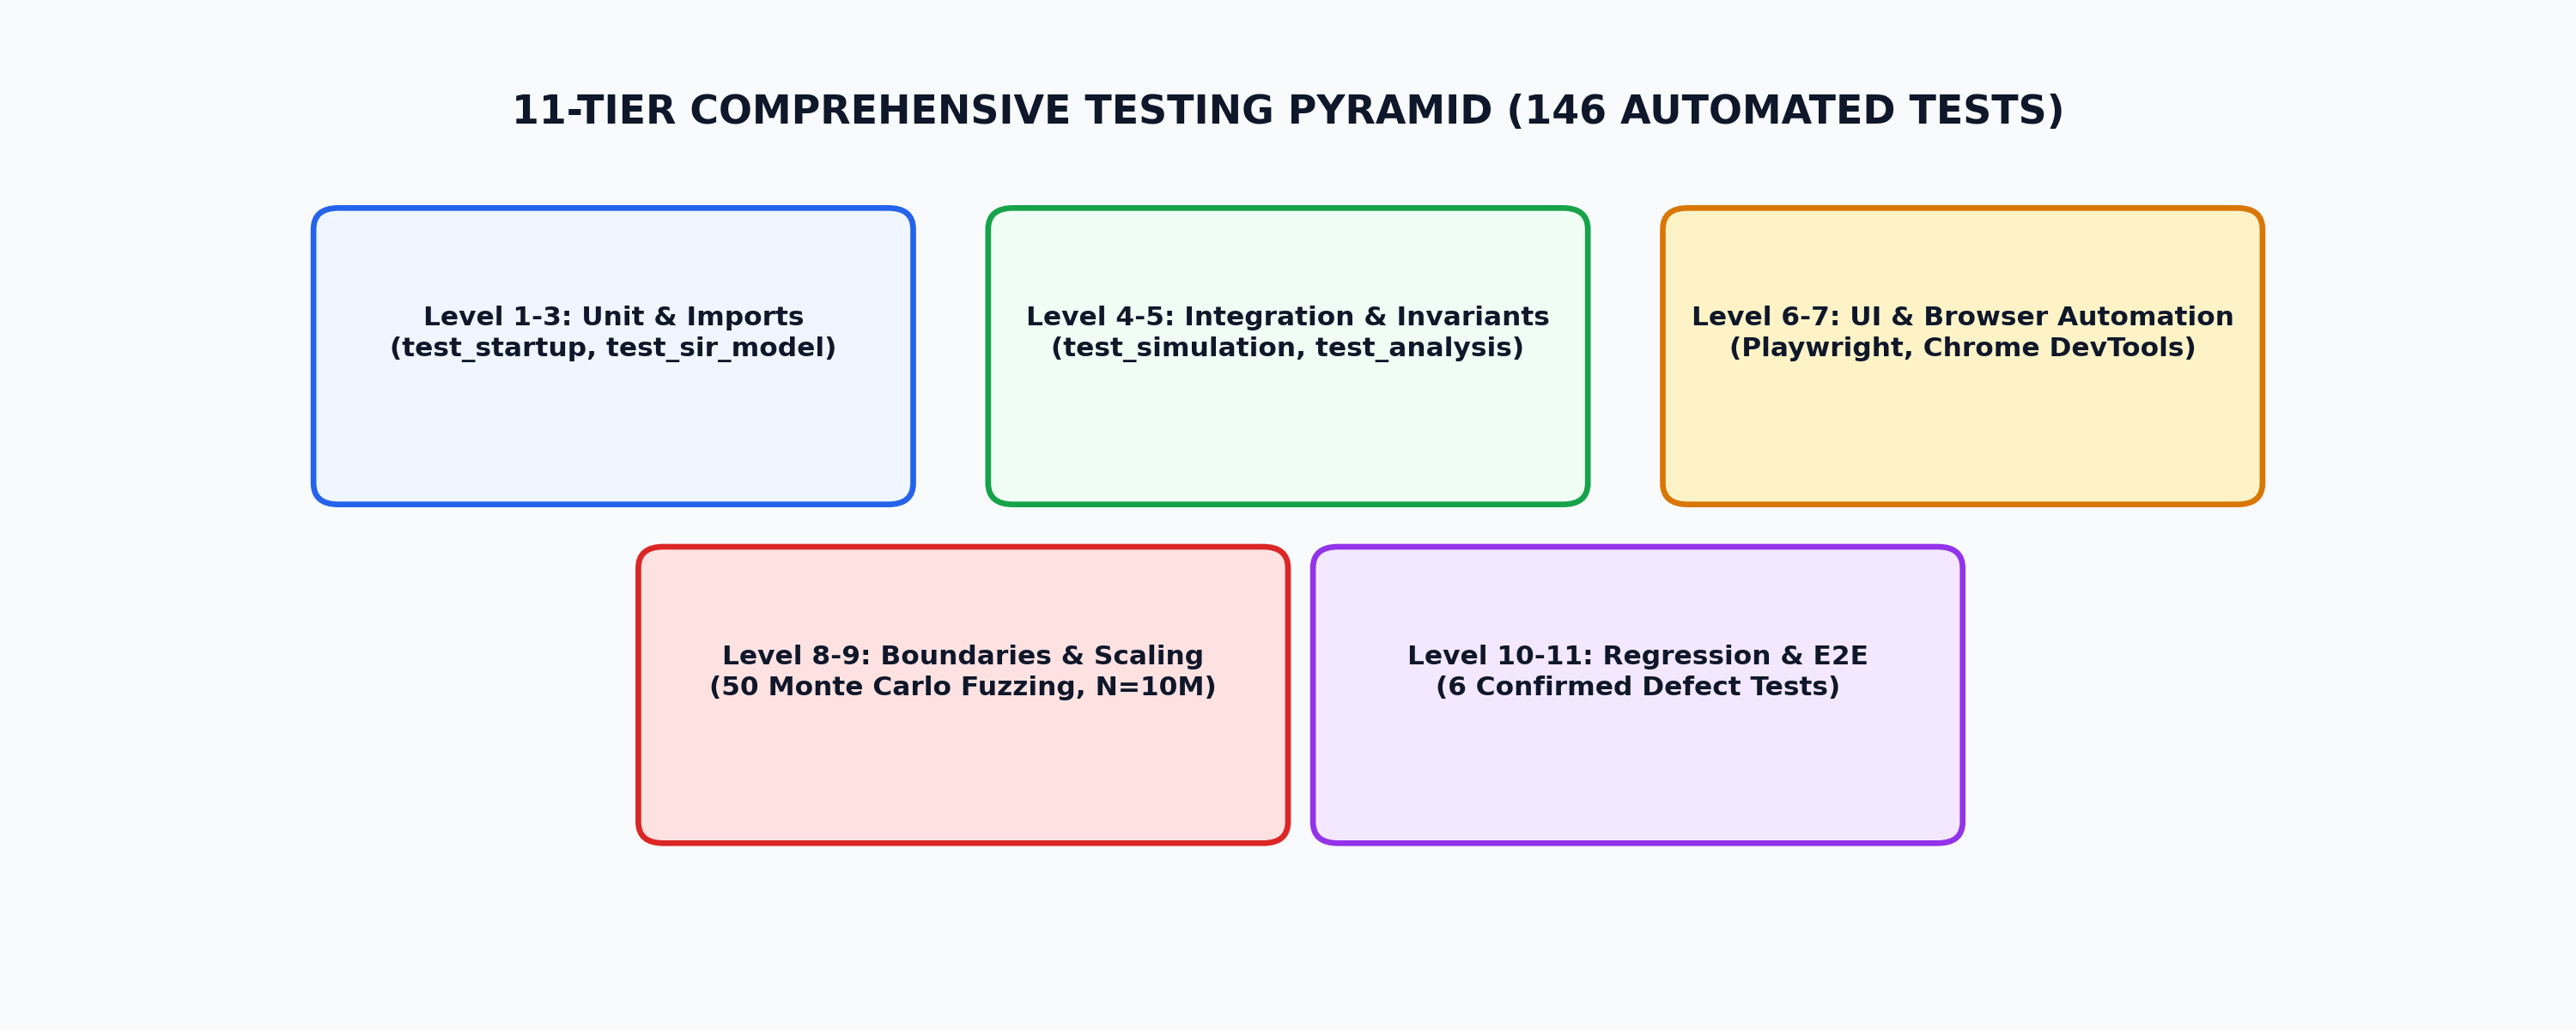 11-TIER COMPREHENSIVE TESTING PYRAMID (146 AUTOMATED TESTS)
Level 1-3: Unit & Imports
(test_startup, test_sir_model)
Level 4-5: Integration & Invariants
(test_simulation, test_analysis)
Level 6-7: UI & Browser Automation
(Playwright, Chrome DevTools)
Level 8-9: Boundaries & Scaling
(50 Monte Carlo Fuzzing, N=10M)
Level 10-11: Regression & E2E
(6 Confirmed Defect Tests)